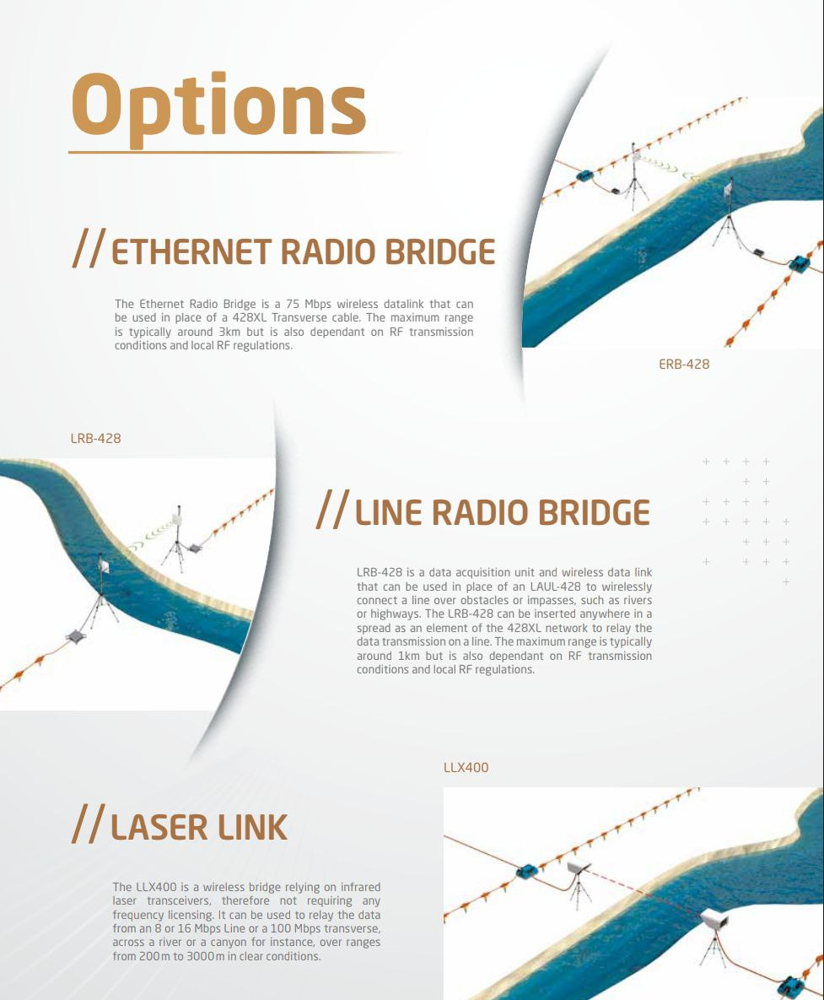 Options
// ETHERNET RADIO BRIDGE
The Ethernet Radio Bridge is a 75 Mbps wireless datalink that can
be used in place of a 428XL Transverse cable. The maximum range
is typically around 3km but is also dependant on RF transmission
conditions and local RF regulations.
ERB-428
LRB-428
// LINE RADIO BRIDGE
LRB-428 is a data acquisition unit and wireless data link
that can be used in place of an LAUL-428 to wirelessly
connect a line over obstacles or impasses, such as rivers
or highways. The LRB-428 can be inserted anywhere in a
spread as an element of the 428XL network to relay the
data transmission on a line. The maximum range is typically
around 1km but is also dependant on RF transmission
conditions and local RF regulations.
LLX400
// LASER LINK
The LLX400 is a wireless bridge relying on infrared
laser transceivers, therefore not requiring any
frequency licensing. It can be used to relay the data
from an 8 or 16 Mbps Line or a 100 Mbps transverse,
across a river or a canyon for instance, over ranges
from 200 m to 3000 m in clear conditions.